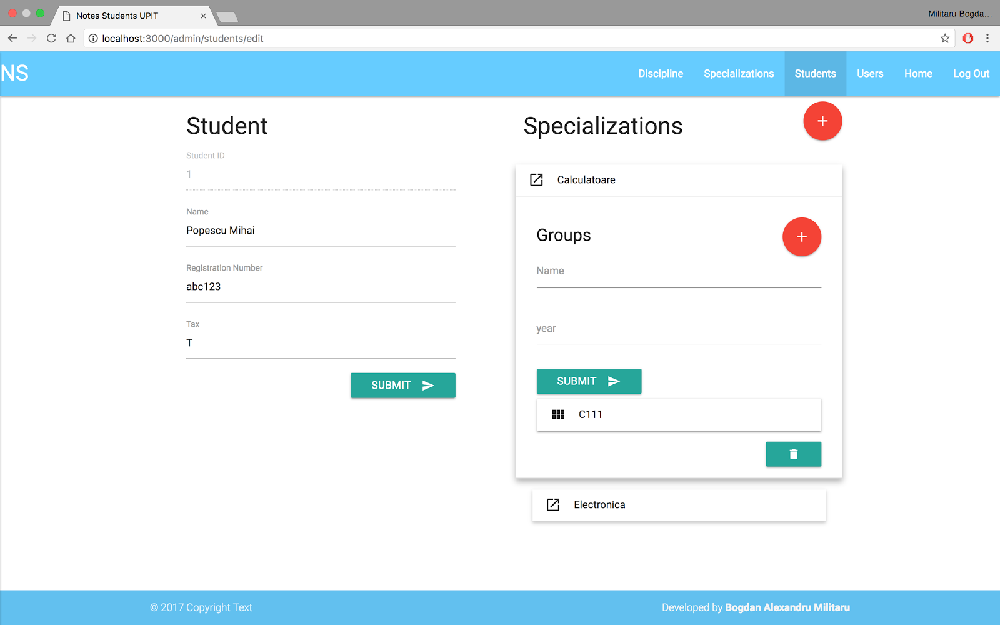 Notes Students UPIT
Militaru Bogda...
localhost:3000/admin/students/edit
NS
Discipline
Specializations
Students
Users
Home
Log Out
Student
Student ID
1
Name
Popescu Mihai
Registration Number
abc123
Tax
T
SUBMIT
Specializations
Calculatoare
Groups
Name
year
SUBMIT
C111
Electronica
© 2017 Copyright Text
Developed by Bogdan Alexandru Militaru